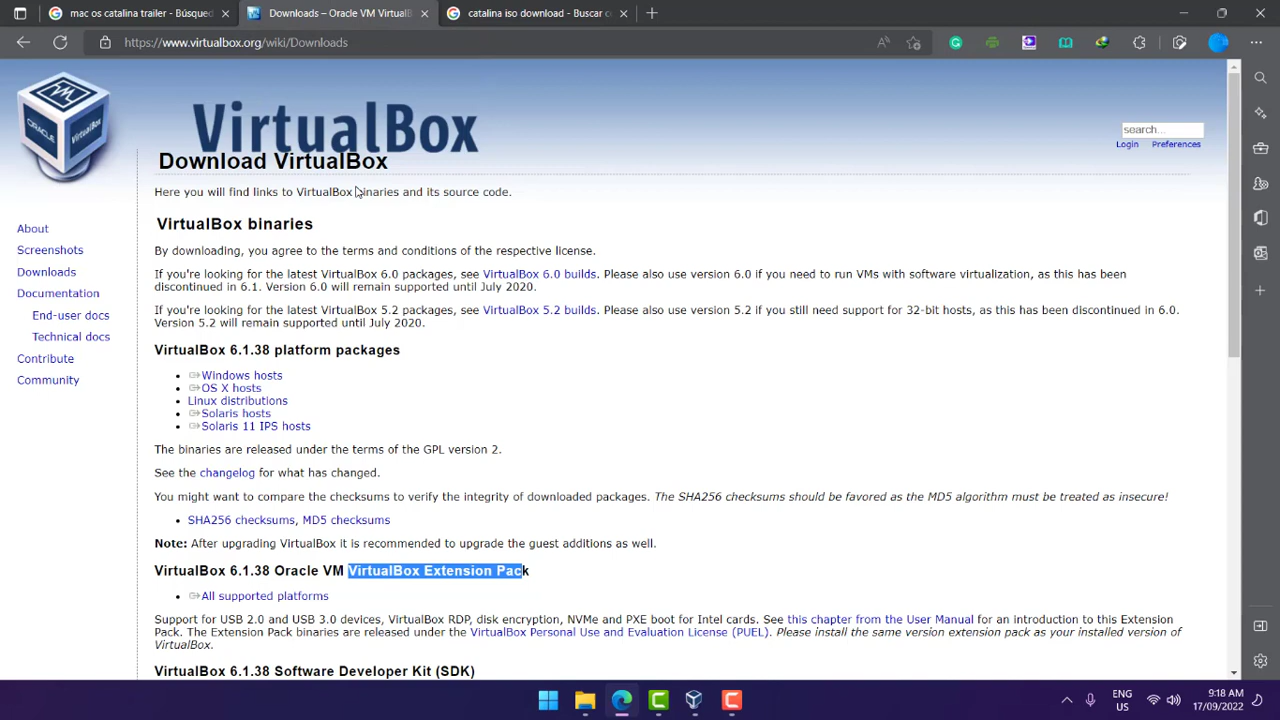 mac os catalina trailer - Búsqued
Downloads – Oracle VM VirtualB
catalina iso download - Buscar c
https://www.virtualbox.org/wiki/Downloads
ORACLE
VirtualBox
VirtualBox
search...
Login Preferences
Download VirtualBox
Here you will find links to VirtualBox binaries and its source code.
About
Screenshots
Downloads
Documentation
End-user docs
Technical docs
Contribute
Community
VirtualBox binaries
By downloading, you agree to the terms and conditions of the respective license.
If you're looking for the latest VirtualBox 6.0 packages, see VirtualBox 6.0 builds. Please also use version 6.0 if you need to run VMs with software virtualization, as this has been
discontinued in 6.1. Version 6.0 will remain supported until July 2020.
If you're looking for the latest VirtualBox 5.2 packages, see VirtualBox 5.2 builds. Please also use version 5.2 if you still need support for 32-bit hosts, as this has been discontinued in 6.0.
Version 5.2 will remain supported until July 2020.
VirtualBox 6.1.38 platform packages
• Windows hosts
• OS X hosts
• Linux distributions
• Solaris hosts
• Solaris 11 IPS hosts
The binaries are released under the terms of the GPL version 2.
See the changelog for what has changed.
You might want to compare the checksums to verify the integrity of downloaded packages. The SHA256 checksums should be favored as the MD5 algorithm must be treated as insecure!
• SHA256 checksums, MD5 checksums
Note: After upgrading VirtualBox it is recommended to upgrade the guest additions as well.
VirtualBox 6.1.38 Oracle VM VirtualBox Extension Pack
• All supported platforms
Support for USB 2.0 and USB 3.0 devices, VirtualBox RDP, disk encryption, NVMe and PXE boot for Intel cards. See this chapter from the User Manual for an introduction to this Extension
Pack. The Extension Pack binaries are released under the VirtualBox Personal Use and Evaluation License (PUEL). Please install the same version extension pack as your installed version of
VirtualBox.
VirtualBox 6.1.38 Software Developer Kit (SDK)
ENG
US
9:18 AM
17/09/2022